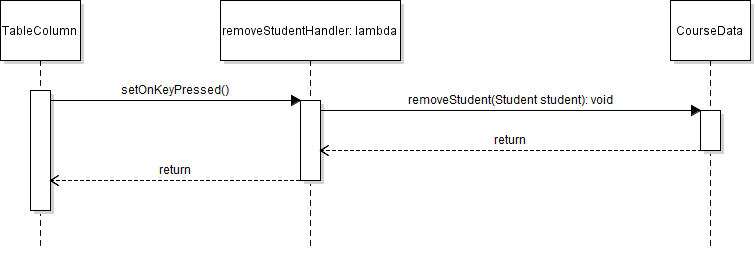 TableColumn
removeStudentHandler: lambda
CourseData
setOnKeyPressed()
removeStudent(Student student): void
return
return